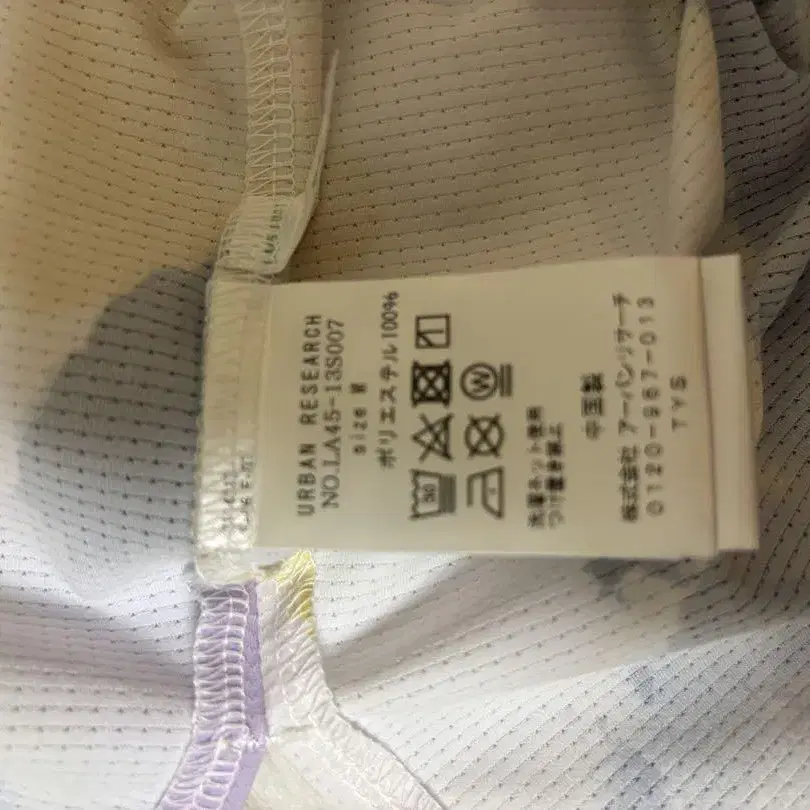 URBAN RESEARCH
NO.LA45-13S007
size M
ポリエステル100%
30
W
洗濯ネット使用
つけ置き禁止
中国製
株式会社 アーバンリサーチ
0120-967-013
TYS